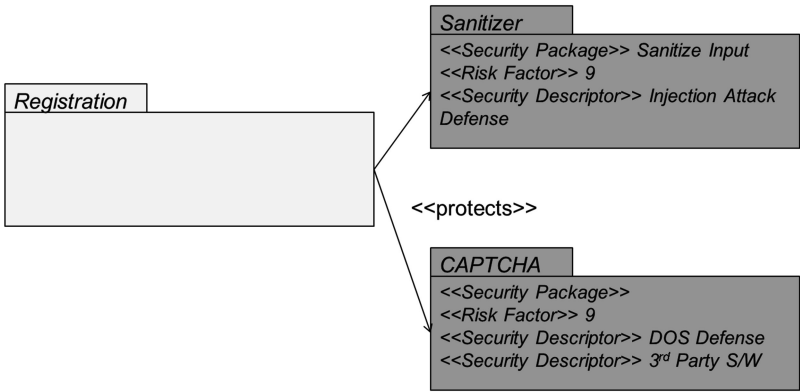 Sanitizer
<<Security Package>> Sanitize Input
<<Risk Factor>> 9
<<Security Descriptor>> Injection Attack
Defense
Registration
<<protects>>
CAPTCHA
<<Security Package>>
<<Risk Factor>> 9
<<Security Descriptor>> DOS Defense
<<Security Descriptor>> 3rd Party S/W